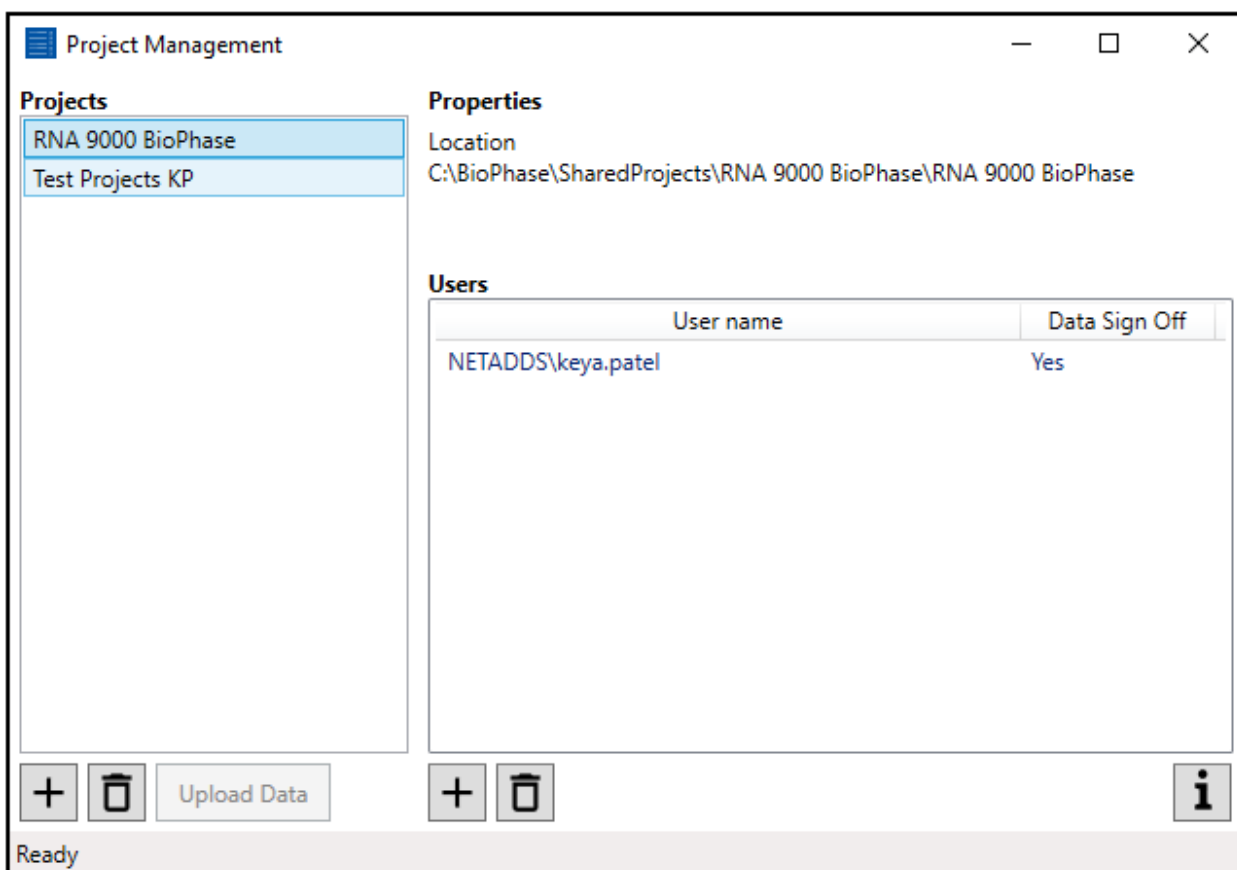 Project Management
Projects
RNA 9000 BioPhase
Test Projects KP
Properties
Location
C:\BioPhase\SharedProjects\RNA 9000 BioPhase\RNA 9000 BioPhase
Users
User name Data Sign Off
NETADDS\keya.patel Yes
Upload Data
Ready